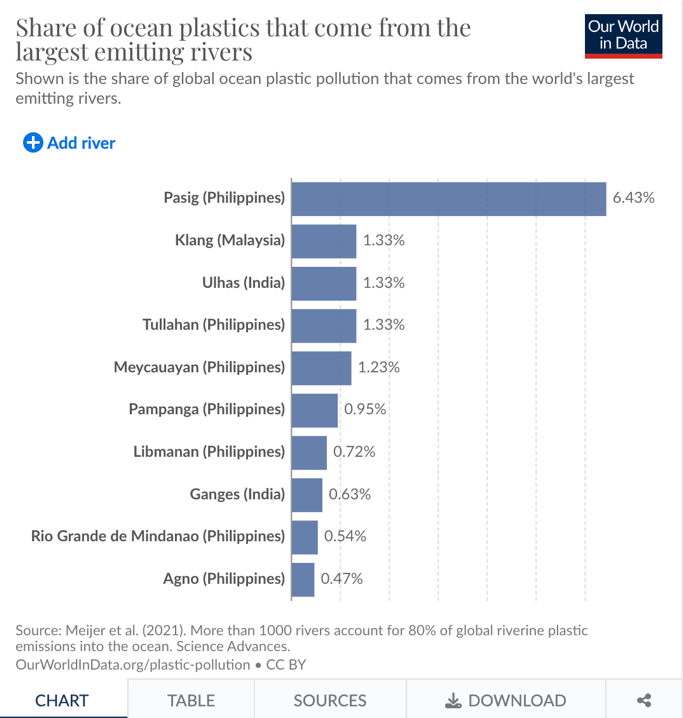 Share of ocean plastics that come from the
largest emitting rivers
Our World
in Data
Shown is the share of global ocean plastic pollution that comes from the world's largest
emitting rivers.
Add river
Pasig (Philippines) 6.43%
Klang (Malaysia) 1.33%
Ulhas (India) 1.33%
Tullahan (Philippines) 1.33%
Meycauayan (Philippines) 1.23%
Pampanga (Philippines) 0.95%
Libmanan (Philippines) 0.72%
Ganges (India) 0.63%
Rio Grande de Mindanao (Philippines) 0.54%
Agno (Philippines) 0.47%
Source: Meijer et al. (2021). More than 1000 rivers account for 80% of global riverine plastic
emissions into the ocean. Science Advances.
OurWorldInData.org/plastic-pollution • CC BY
CHART TABLE SOURCES DOWNLOAD